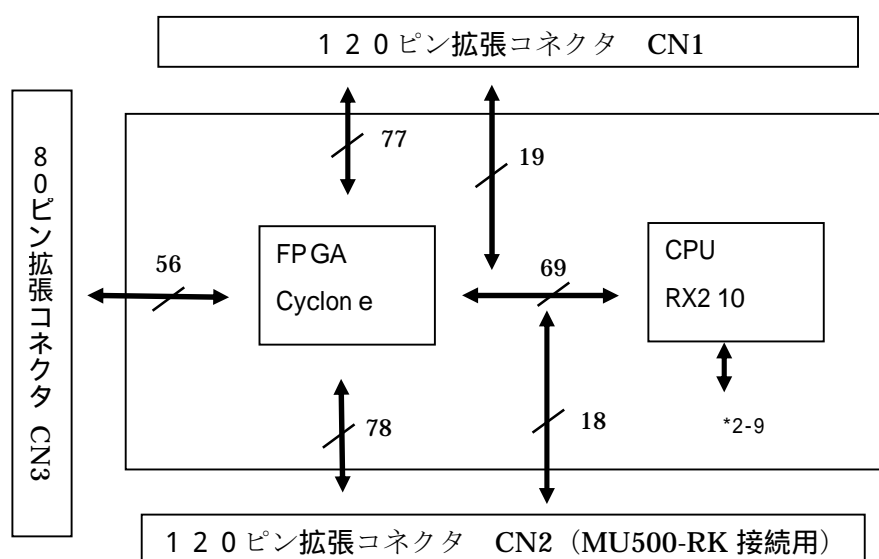 １２０ピン拡張コネクタ CN1
77
19
80ピン拡張コネクタ CN3
56
FPGA
Cyclone
69
CPU
RX210
78
18
*2-9
１２０ピン拡張コネクタ CN2（MU500-RK 接続用）